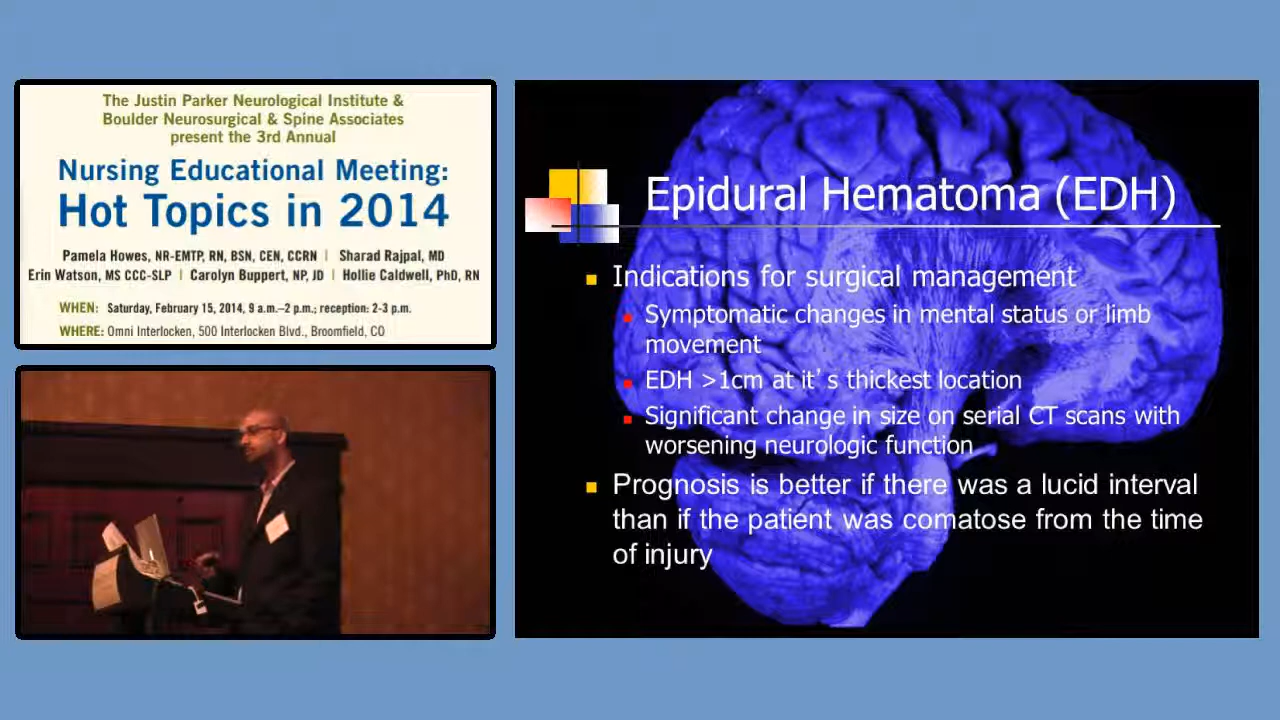 The Justin Parker Neurological Institute &
Boulder Neurosurgical & Spine Associates
present the 3rd Annual
Nursing Educational Meeting:
Hot Topics in 2014
Pamela Howes, NR-EMTP, RN, BSN, CEN, CCRN | Sharad Rajpal, MD
Erin Watson, MS CCC-SLP | Carolyn Buppert, NP, JD | Hollie Caldwell, PhD, RN
WHEN: Saturday, February 15, 2014, 9 a.m.–2 p.m.; reception: 2-3 p.m.
WHERE: Omni Interlocken, 500 Interlocken Blvd., Broomfield, CO
Epidural Hematoma (EDH)
Indications for surgical management
Symptomatic changes in mental status or limb
movement
EDH >1cm at it's thickest location
Significant change in size on serial CT scans with
worsening neurologic function
Prognosis is better if there was a lucid interval
than if the patient was comatose from the time
of injury